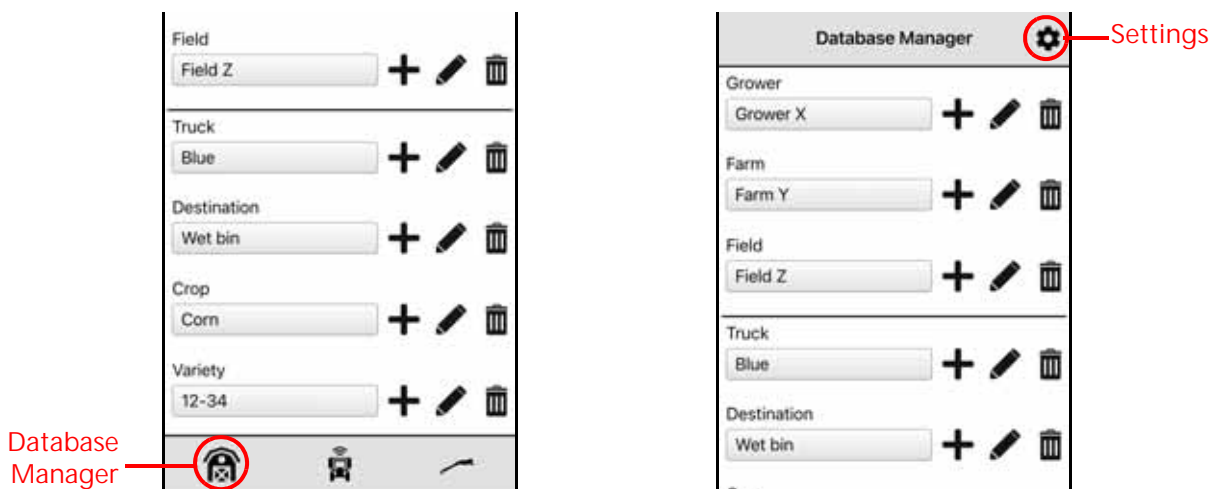 Field
Field Z
Truck
Blue
Destination
Wet bin
Crop
Corn
Variety
12-34
Database
Manager
Database Manager
Settings
Grower
Grower X
Farm
Farm Y
Field
Field Z
Truck
Blue
Destination
Wet bin